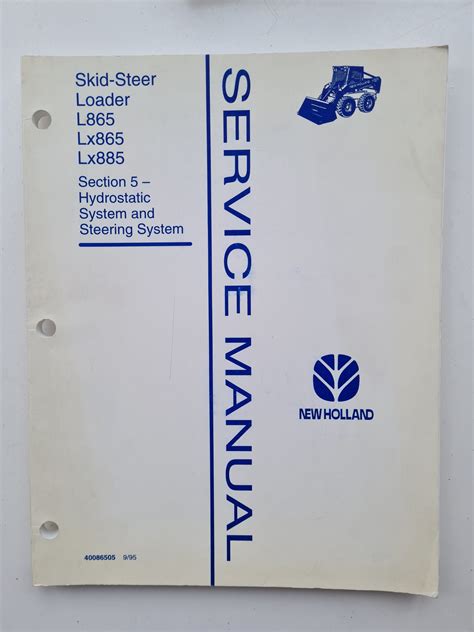 Skid-Steer
Loader
L865
Lx865
Lx885
Section 5 –
Hydrostatic
System and
Steering System
SERVICE MANUAL
NEW HOLLAND
40086505 9/95